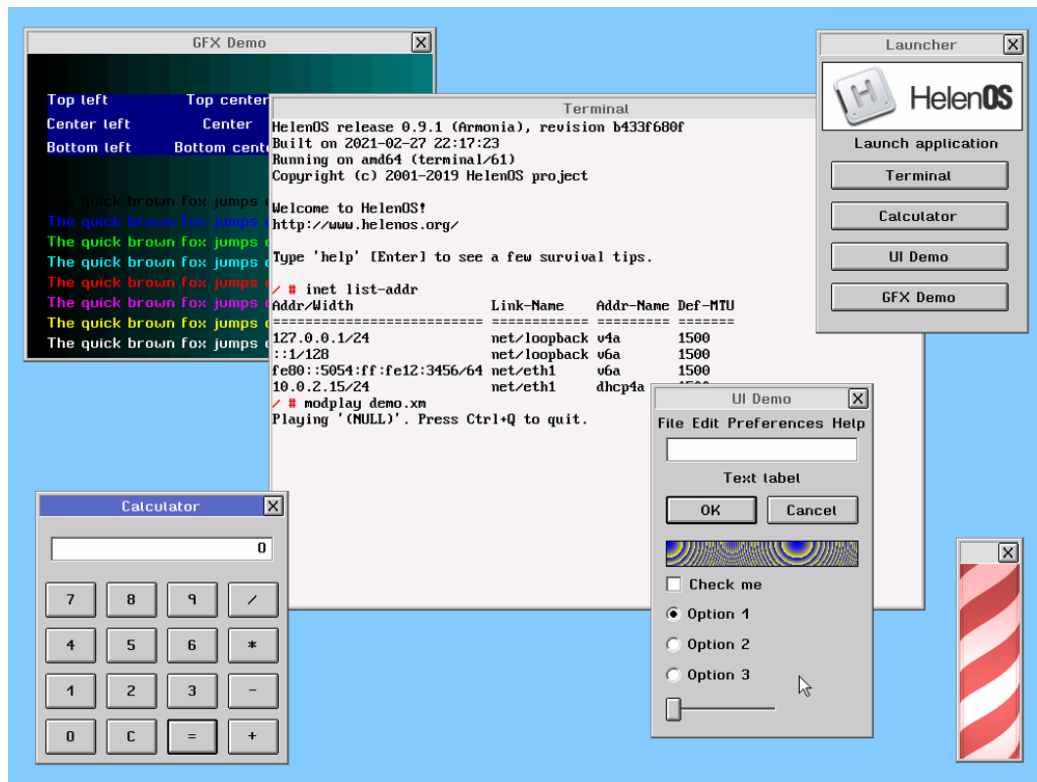 GFX Demo
Top left Top center
Center left Center
Bottom left Bottom cent
The quick brown fox jumps
The quick brown fox jumps
The quick brown fox jumps
The quick brown fox jumps
The quick brown fox jumps
The quick brown fox jumps
The quick brown fox jumps
The quick brown fox jumps
Terminal
HelenOS release 0.9.1 (Armonia), revision b433f680f
Built on 2021-02-27 22:17:23
Running on amd64 (terminal/61)
Copyright (c) 2001-2019 HelenOS project
Welcome to HelenOS!
http://www.helenos.org/
Type 'help' [Enter] to see a few survival tips.
/ # inet list-addr
Addr/Width Link-Name Addr-Name Def-MTU
========================== ============ ========= =======
127.0.0.1/24 net/loopback v4a 1500
::1/128 net/loopback v6a 1500
fe80::5054:ff:fe12:3456/64 net/eth1 v6a 1500
10.0.2.15/24 net/eth1 dhcp4a 1500
/ # modplay demo.xm
Playing '(NULL)'. Press Ctrl+Q to quit.
Launcher
H
HelenOS
Launch application
Terminal
Calculator
UI Demo
GFX Demo
UI Demo
File Edit Preferences Help
Text label
OK Cancel
Check me
Option 1
Option 2
Option 3
Calculator
0
7 8 9 /
4 5 6 *
1 2 3 -
0 C = +